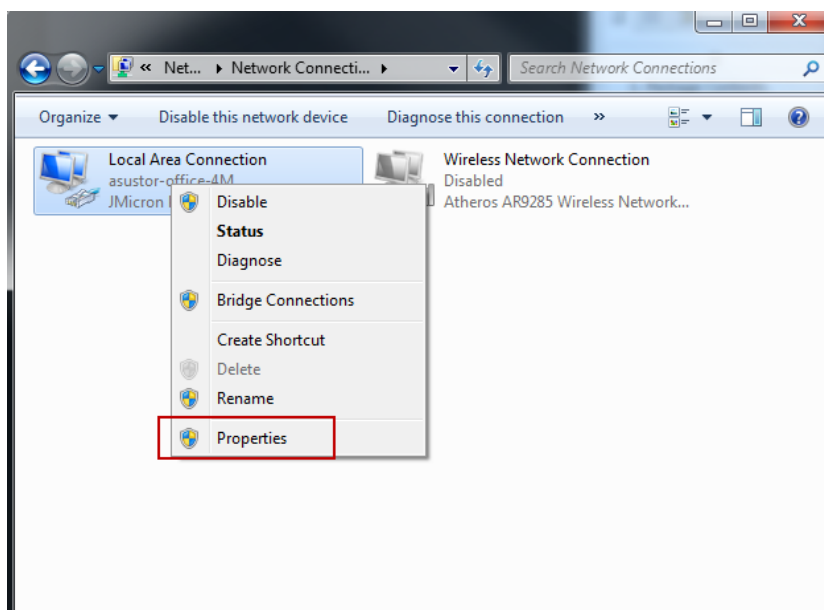 « Net... Network Connecti...
Search Network Connections
Organize Disable this network device Diagnose this connection »
Local Area Connection
asustor-office-4M
JMicron
Wireless Network Connection
Disabled
Atheros AR9285 Wireless Network...
Disable
Status
Diagnose
Bridge Connections
Create Shortcut
Delete
Rename
Properties